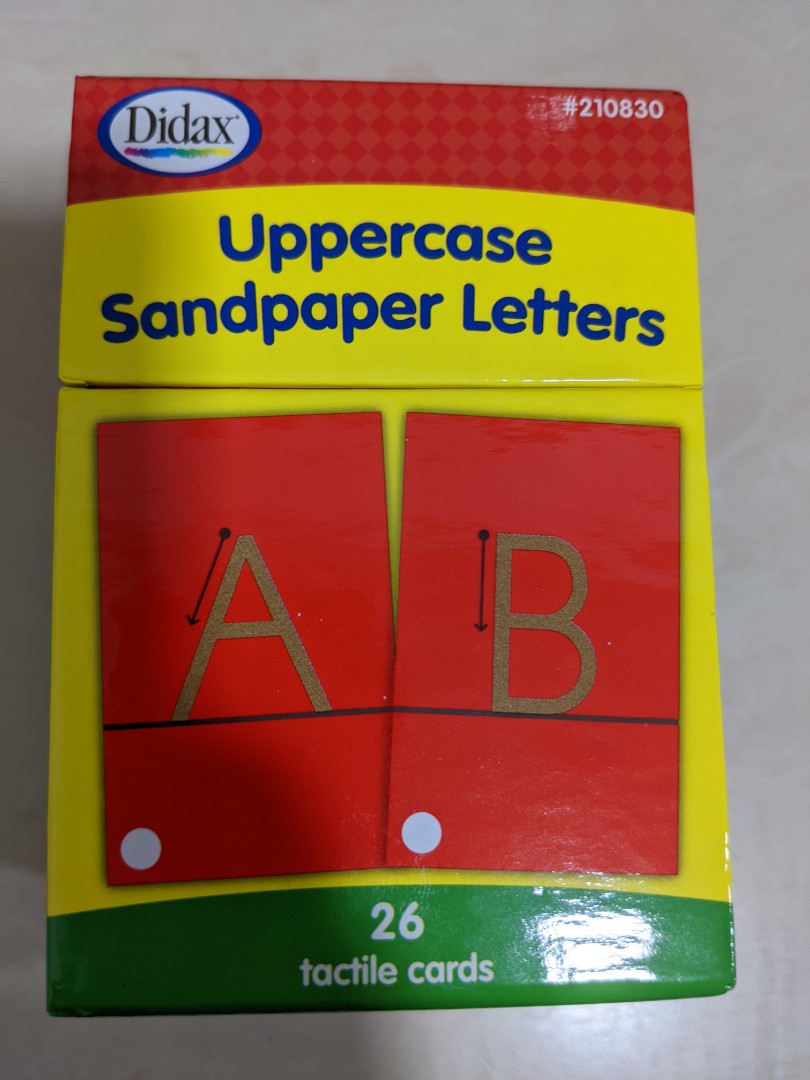 Didax
#210830
Uppercase
Sandpaper Letters
A B
26
tactile cards